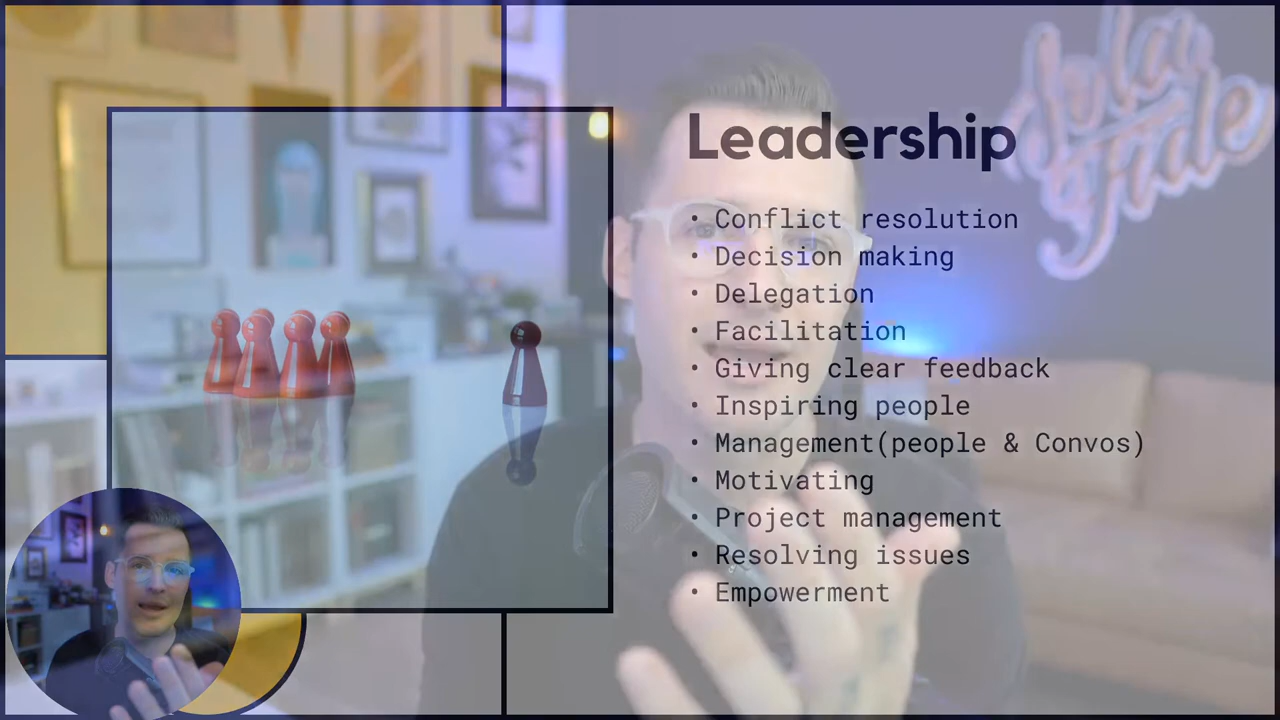 Leadership
• Conflict resolution
• Decision making
• Delegation
• Facilitation
• Giving clear feedback
• Inspiring people
• Management(people & Convos)
• Motivating
• Project management
• Resolving issues
• Empowerment